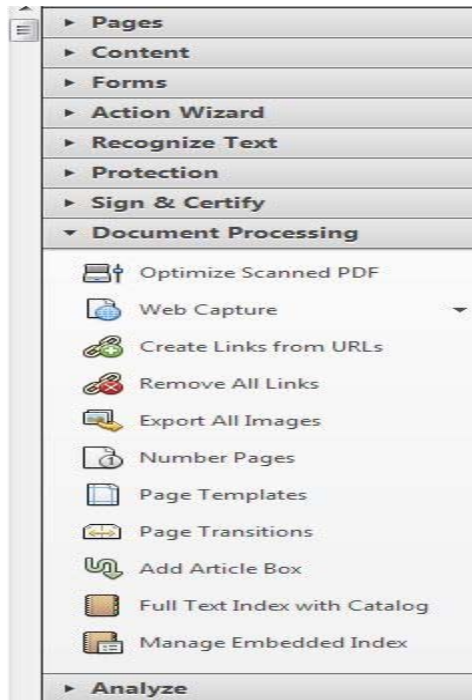 Pages
Content
Forms
Action Wizard
Recognize Text
Protection
Sign & Certify
Document Processing
Optimize Scanned PDF
Web Capture
Create Links from URLs
Remove All Links
Export All Images
Number Pages
Page Templates
Page Transitions
Add Article Box
Full Text Index with Catalog
Manage Embedded Index
Analyze